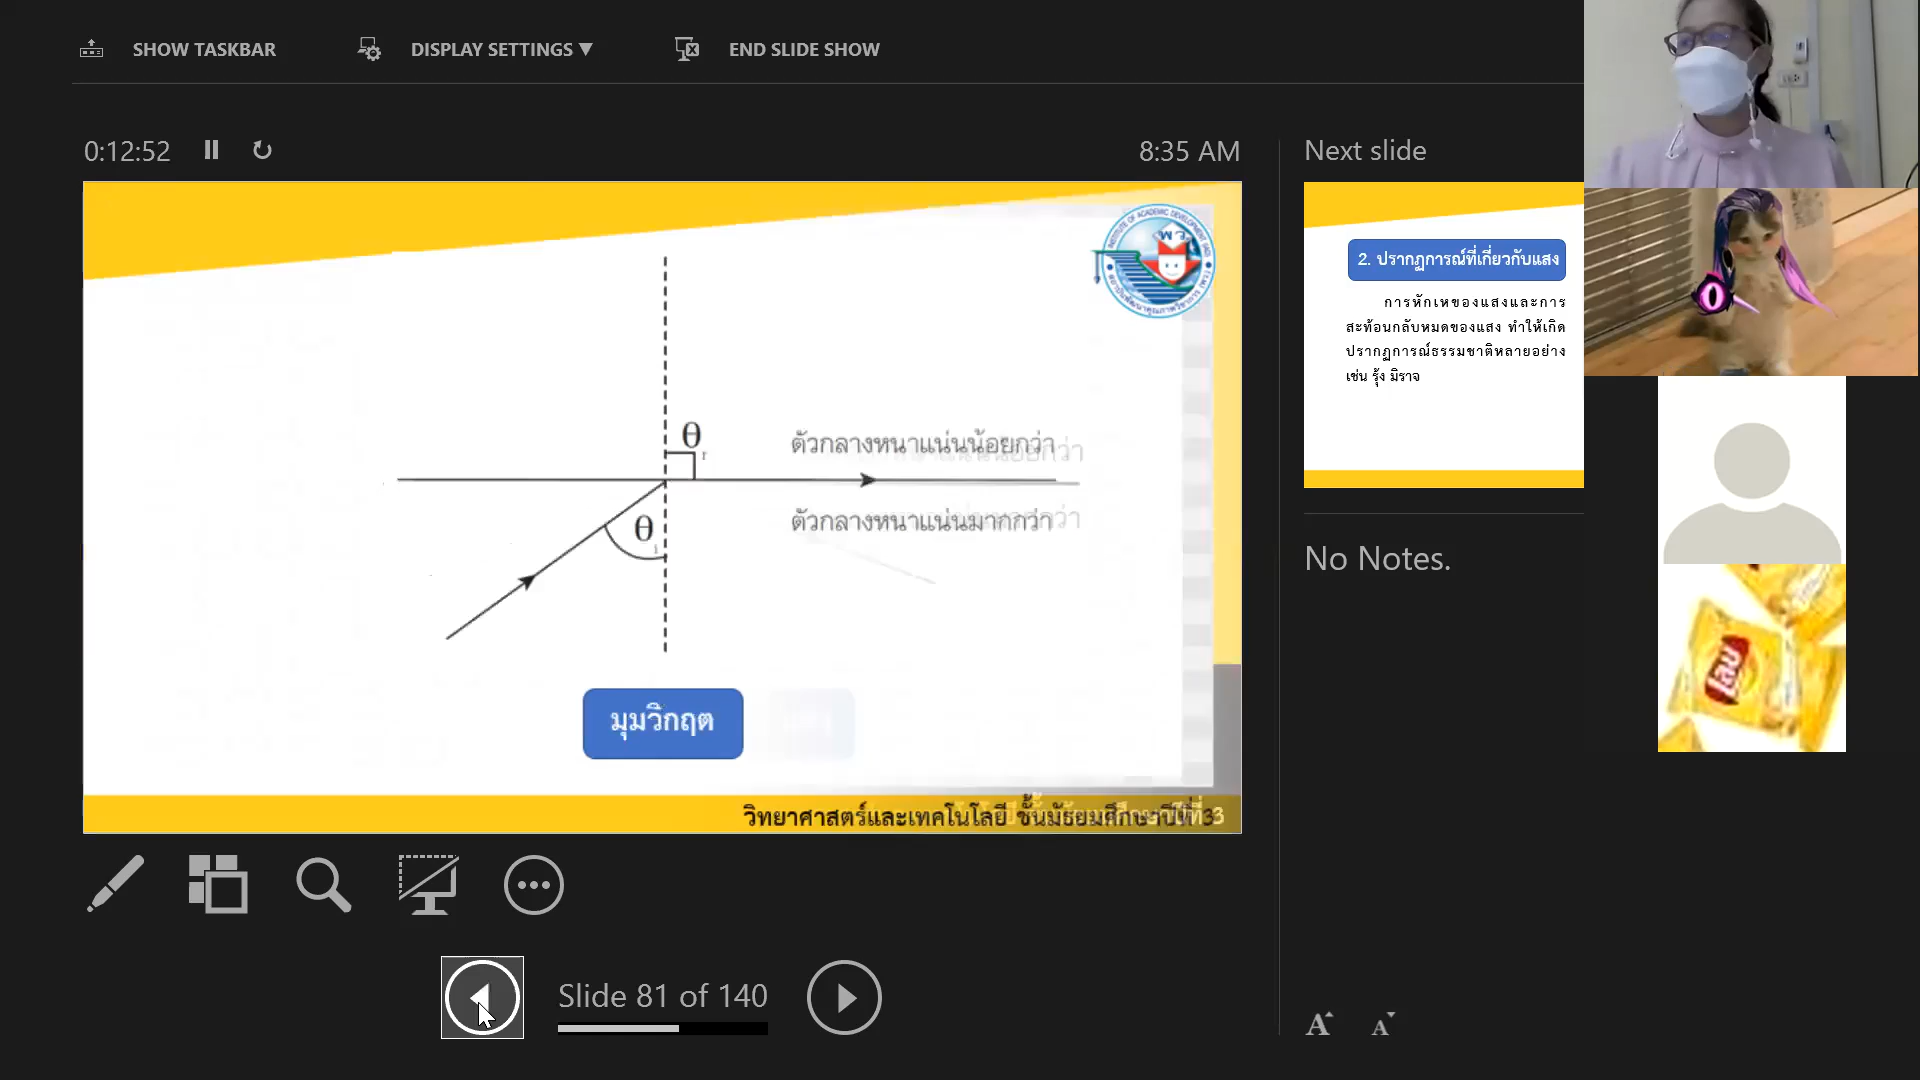 SHOW TASKBAR
DISPLAY SETTINGS ▼
END SLIDE SHOW
0:12:52
8:35 AM
Next slide
พว.
θr
ตัวกลางหนาแน่นน้อยกว่า
θi
ตัวกลางหนาแน่นมากกว่า
มุมวิกฤต
วิทยาศาสตร์และเทคโนโลยี ชั้นมัธยมศึกษาปีที่ 3
2. ปรากฏการณ์ที่เกี่ยวกับแสง
การหักเหของแสงและการ
สะท้อนกลับหมดของแสง ทำให้เกิด
ปรากฏการณ์ธรรมชาติหลายอย่าง
เช่น รุ้ง มิราจ
No Notes.
เลย์
Slide 81 of 140
A
A